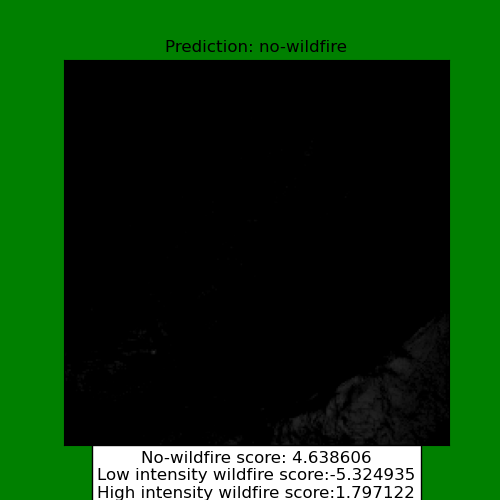 Prediction: no-wildfire
No-wildfire score: 4.638606
Low intensity wildfire score:-5.324935
High intensity wildfire score:1.797122